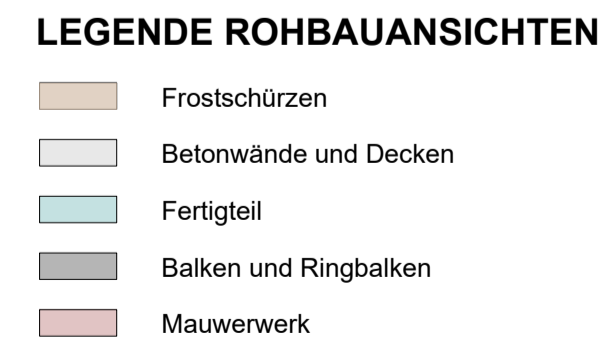 LEGENDE ROHBAUANSICHTEN
Frostschürzen
Betonwände und Decken
Fertigteil
Balken und Ringbalken
Mauwerwerk